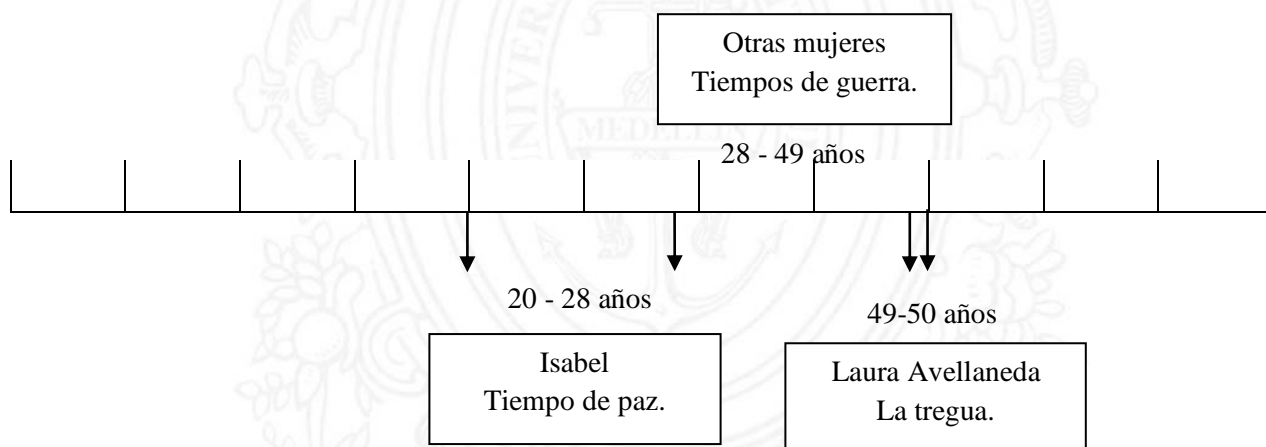 Otras mujeres
Tiempos de guerra.
28 - 49 años
20 - 28 años
Isabel
Tiempo de paz.
49-50 años
Laura Avellaneda
La tregua.
MEDELLIN